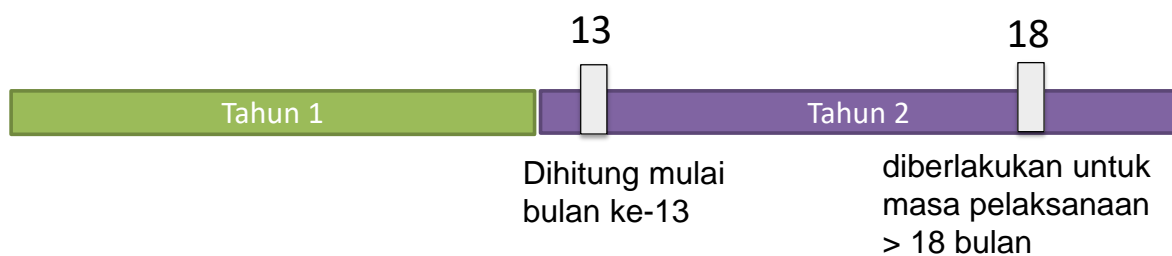 13
18
Tahun 1
Tahun 2
Dihitung mulai
bulan ke-13
diberlakukan untuk
masa pelaksanaan
> 18 bulan